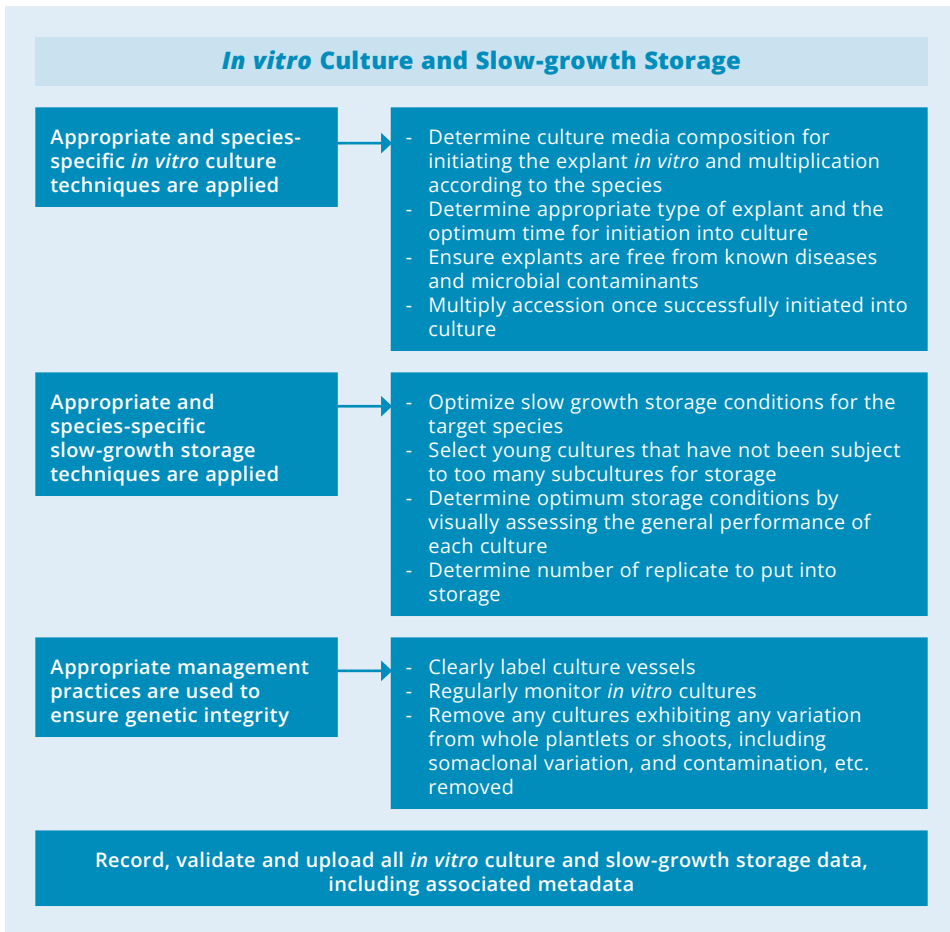 In vitro Culture and Slow-growth Storage
Appropriate and species-
specific in vitro culture
techniques are applied
- Determine culture media composition for
initiating the explant in vitro and multiplication
according to the species
- Determine appropriate type of explant and the
optimum time for initiation into culture
- Ensure explants are free from known diseases
and microbial contaminants
- Multiply accession once successfully initiated into
culture
Appropriate and
species-specific
slow-growth storage
techniques are applied
- Optimize slow growth storage conditions for the
target species
- Select young cultures that have not been subject
to too many subcultures for storage
- Determine optimum storage conditions by
visually assessing the general performance of
each culture
- Determine number of replicate to put into
storage
Appropriate management
practices are used to
ensure genetic integrity
- Clearly label culture vessels
- Regularly monitor in vitro cultures
- Remove any cultures exhibiting any variation
from whole plantlets or shoots, including
somaclonal variation, and contamination, etc.
removed
Record, validate and upload all in vitro culture and slow-growth storage data,
including associated metadata